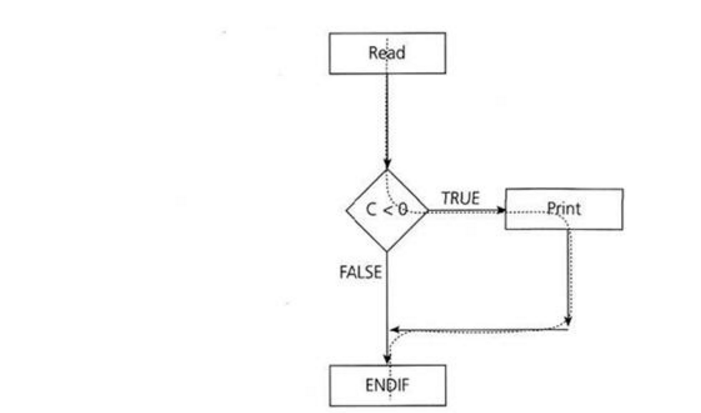 Read
C < 0
TRUE
Print
FALSE
ENDIF